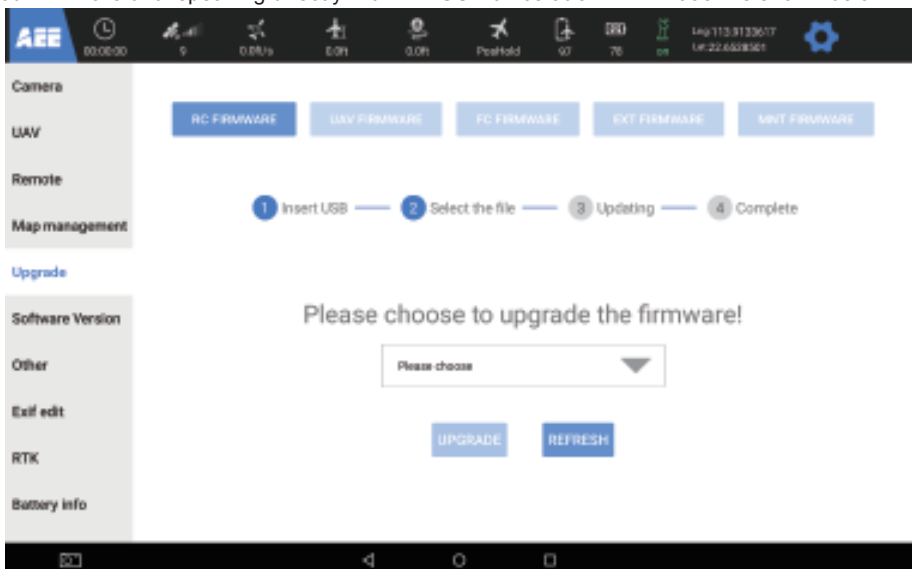 AEE
00:00:00
9
0.0ft/s
0.0ft
0.0ft
PosHold
97
78
on
Lng:113.9133617
Lat:22.6628501
Camera
UAV
Remote
Map management
Upgrade
Software Version
Other
Exif edit
RTK
Battery info
RC FIRMWARE
UAV FIRMWARE
FC FIRMWARE
EXT FIRMWARE
MNT FIRMWARE
1 Insert USB
2 Select the file
3 Updating
4 Complete
Please choose to upgrade the firmware!
Please choose
UPGRADE
REFRESH